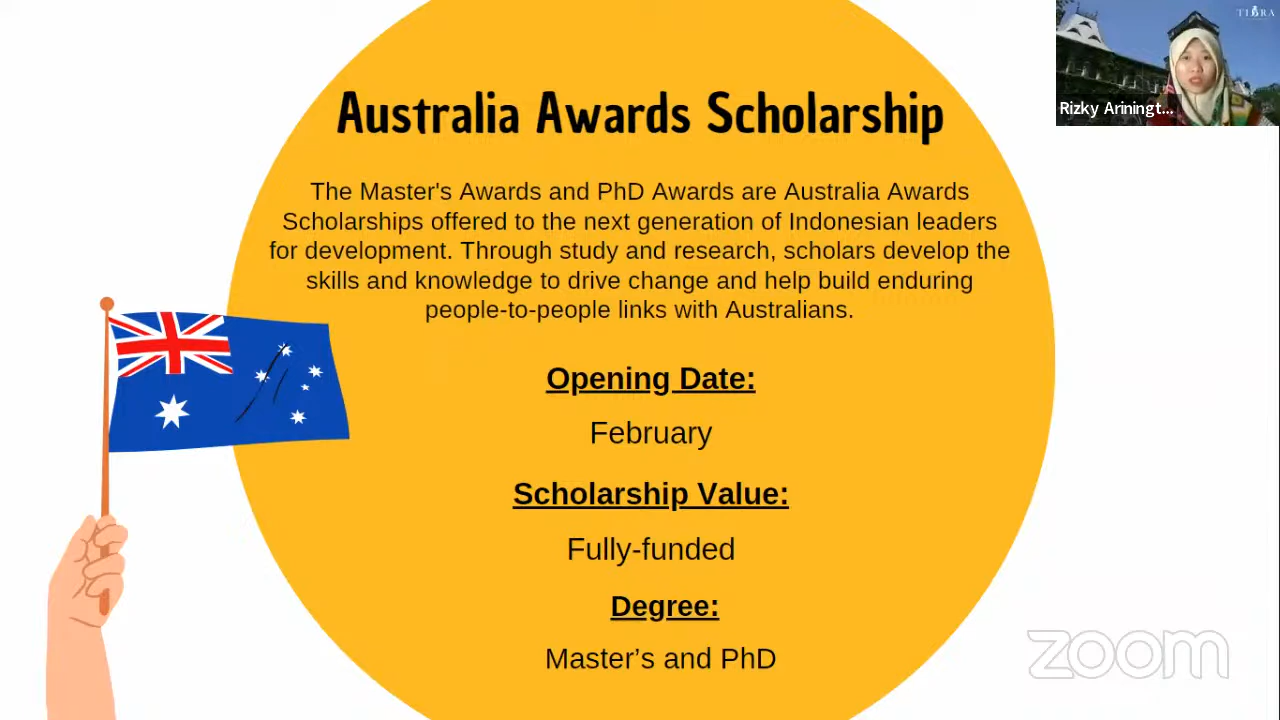 TIARA
Rizky Ariningt...
Australia Awards Scholarship
The Master's Awards and PhD Awards are Australia Awards
Scholarships offered to the next generation of Indonesian leaders
for development. Through study and research, scholars develop the
skills and knowledge to drive change and help build enduring
people-to-people links with Australians.
Opening Date:
February
Scholarship Value:
Fully-funded
Degree:
Master’s and PhD
zoom